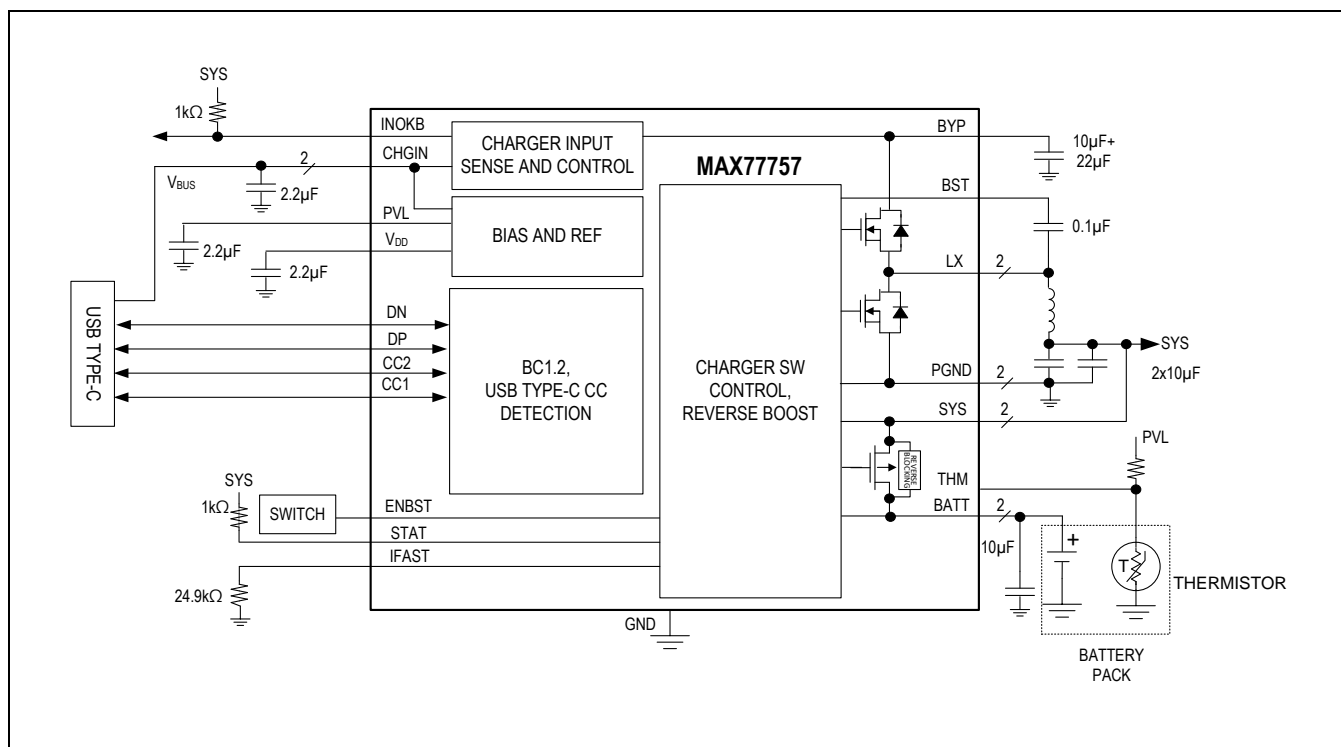 SYS
1kΩ
INOKB
CHGIN
2
VBUS
2.2µF
PVL
2.2µF
VDD
2.2µF
CHARGER INPUT
SENSE AND CONTROL
BIAS AND REF
MAX77757
BYP
10µF+
22µF
BST
0.1µF
LX
2
USB TYPE-C
DN
DP
CC2
CC1
BC1.2,
USB TYPE-C CC
DETECTION
CHARGER SW
CONTROL,
REVERSE BOOST
SYS
2x10µF
PGND
2
SYS
2
REVERSE
BLOCKING
PVL
THM
BATT
2
10µF
+
T
THERMISTOR
BATTERY
PACK
SYS
1kΩ
SWITCH
ENBST
STAT
IFAST
24.9kΩ
GND